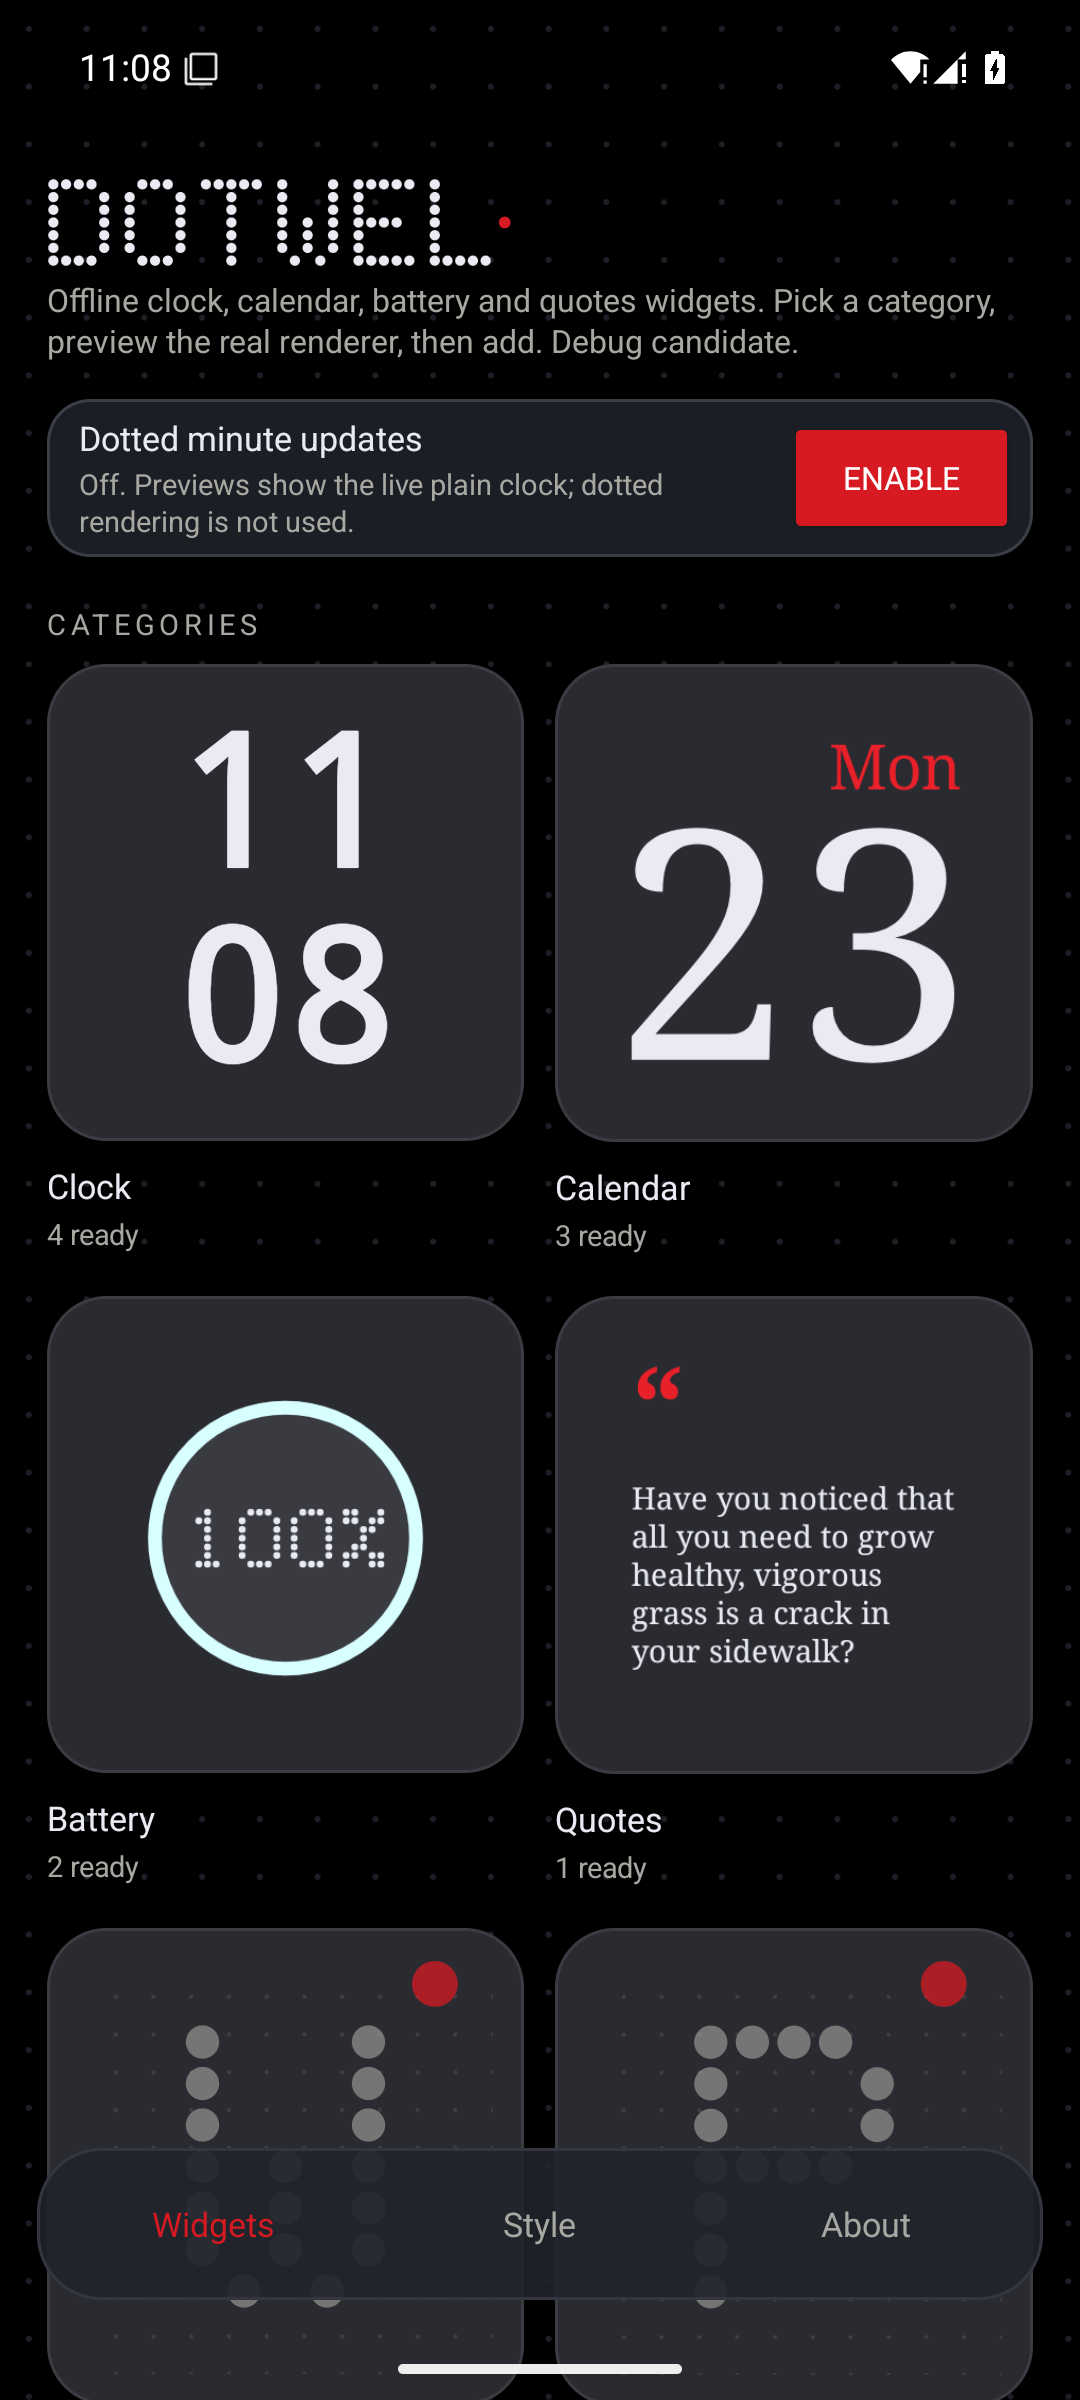 11:08
DOTWEL
Offline clock, calendar, battery and quotes widgets. Pick a category,
preview the real renderer, then add. Debug candidate.
Dotted minute updates
Off. Previews show the live plain clock; dotted
rendering is not used.
ENABLE
CATEGORIES
11
08
Mon
23
Clock
4 ready
Calendar
3 ready
100%
“
Have you noticed that
all you need to grow
healthy, vigorous
grass is a crack in
your sidewalk?
Battery
2 ready
Quotes
1 ready
W
P
Widgets
Style
About